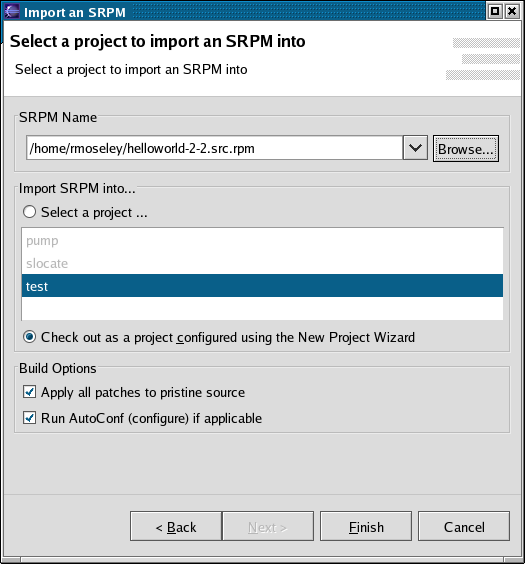 Import an SRPM
Select a project to import an SRPM into
Select a project to import an SRPM into
SRPM Name
/home/rmoseley/helloworld-2-2.src.rpm
Browse...
Import SRPM into...
Select a project ...
pump
slocate
test
Check out as a project configured using the New Project Wizard
Build Options
Apply all patches to pristine source
Run AutoConf (configure) if applicable
< Back
Next >
Finish
Cancel